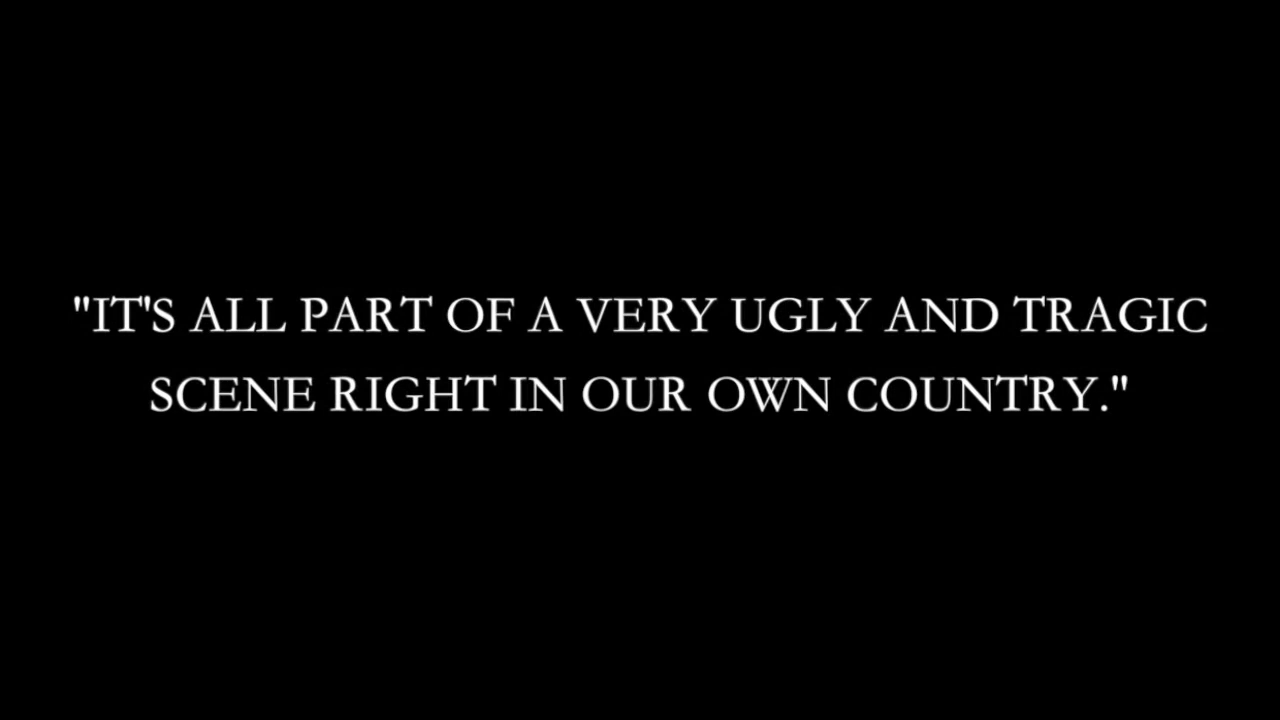 "IT'S ALL PART OF A VERY UGLY AND TRAGIC
SCENE RIGHT IN OUR OWN COUNTRY."